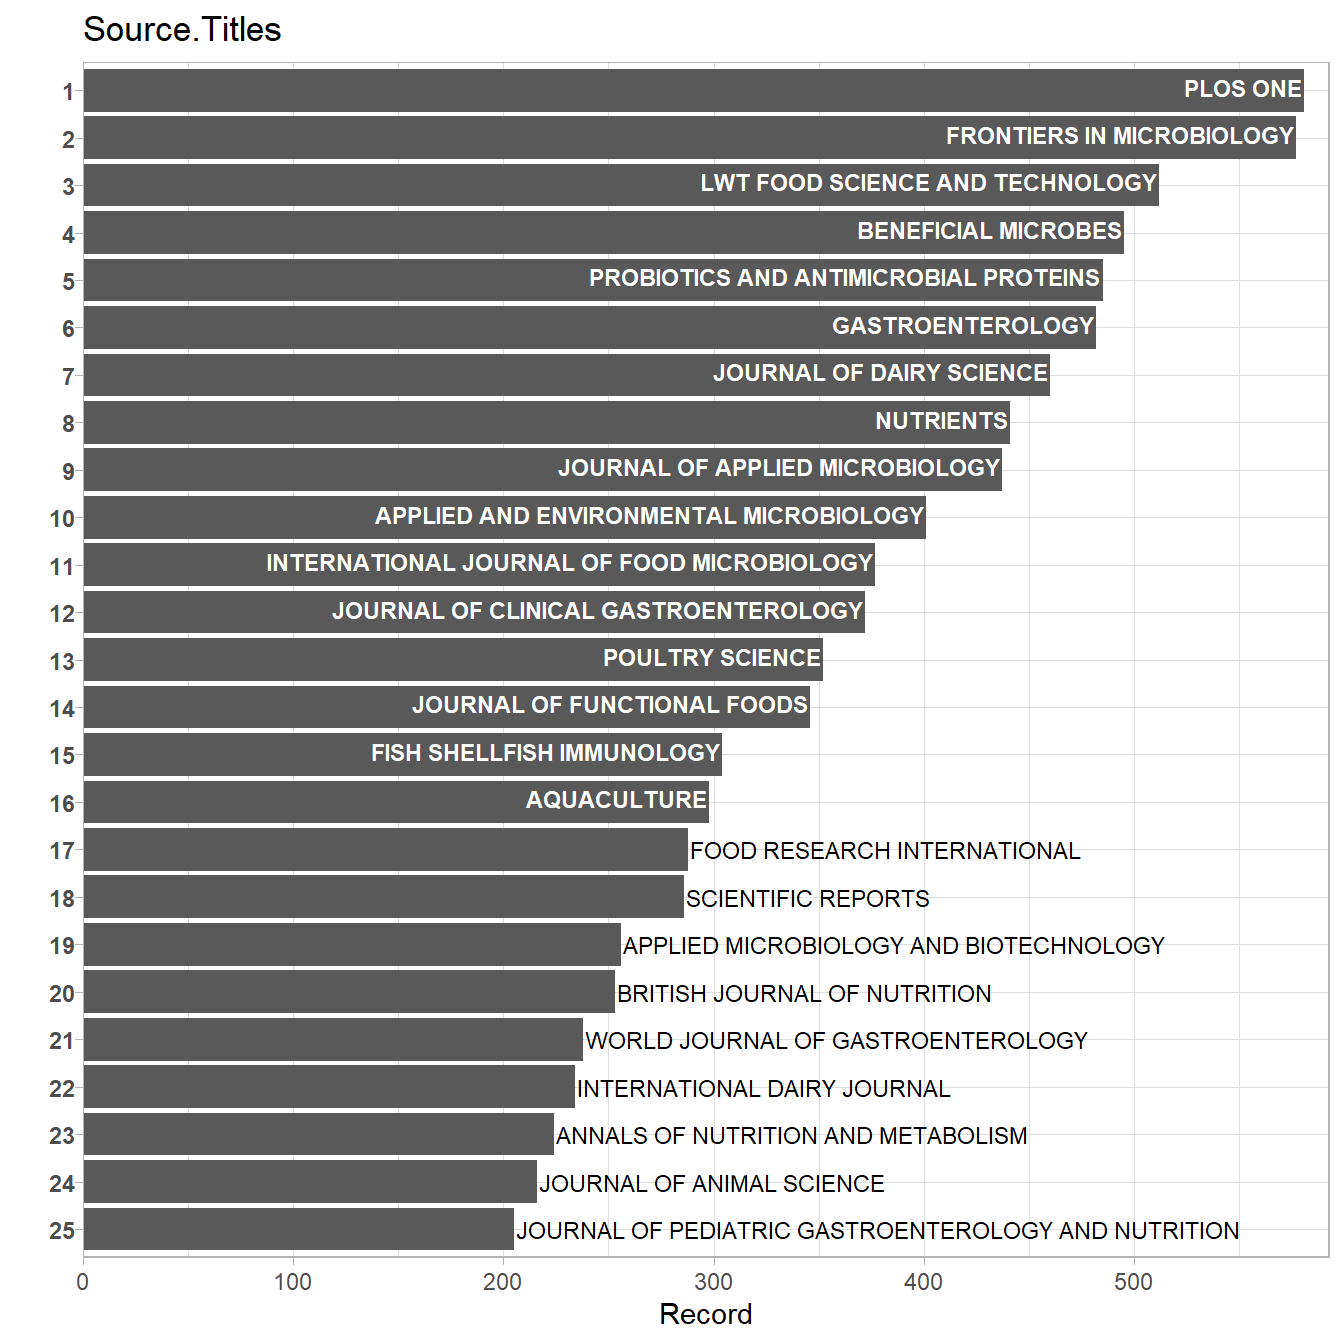 Source.Titles
1 PLOS ONE
2 FRONTIERS IN MICROBIOLOGY
3 LWT FOOD SCIENCE AND TECHNOLOGY
4 BENEFICIAL MICROBES
5 PROBIOTICS AND ANTIMICROBIAL PROTEINS
6 GASTROENTEROLOGY
7 JOURNAL OF DAIRY SCIENCE
8 NUTRIENTS
9 JOURNAL OF APPLIED MICROBIOLOGY
10 APPLIED AND ENVIRONMENTAL MICROBIOLOGY
11 INTERNATIONAL JOURNAL OF FOOD MICROBIOLOGY
12 JOURNAL OF CLINICAL GASTROENTEROLOGY
13 POULTRY SCIENCE
14 JOURNAL OF FUNCTIONAL FOODS
15 FISH SHELLFISH IMMUNOLOGY
16 AQUACULTURE
17 FOOD RESEARCH INTERNATIONAL
18 SCIENTIFIC REPORTS
19 APPLIED MICROBIOLOGY AND BIOTECHNOLOGY
20 BRITISH JOURNAL OF NUTRITION
21 WORLD JOURNAL OF GASTROENTEROLOGY
22 INTERNATIONAL DAIRY JOURNAL
23 ANNALS OF NUTRITION AND METABOLISM
24 JOURNAL OF ANIMAL SCIENCE
25 JOURNAL OF PEDIATRIC GASTROENTEROLOGY AND NUTRITION
0 100 200 300 400 500
Record